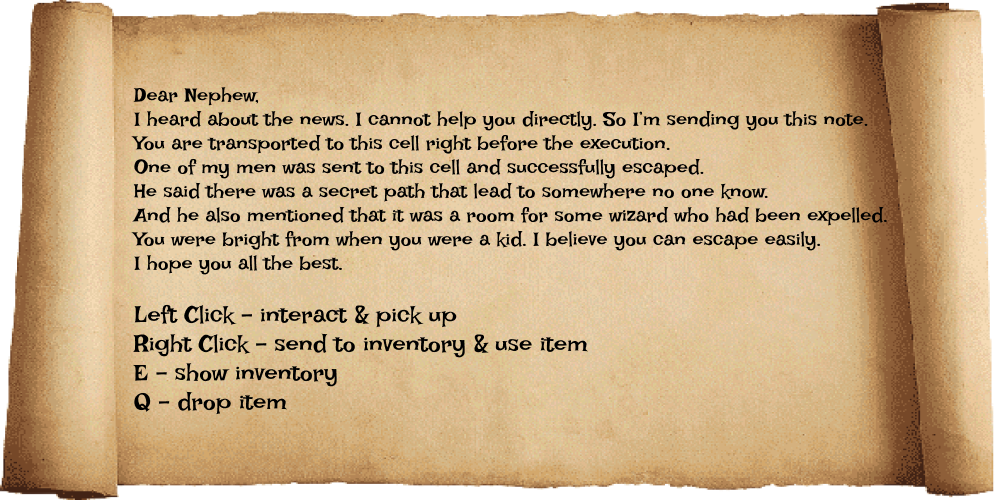 Dear Nephew,
I heard about the news. I cannot help you directly. So I'm sending you this note.
You are transported to this cell right before the execution.
One of my men was sent to this cell and successfully escaped.
He said there was a secret path that lead to somewhere no one know.
And he also mentioned that it was a room for some wizard who had been expelled.
You were bright from when you were a kid. I believe you can escape easily.
I hope you all the best.
Left Click - interact & pick up
Right Click - send to inventory & use item
E - show inventory
Q - drop item